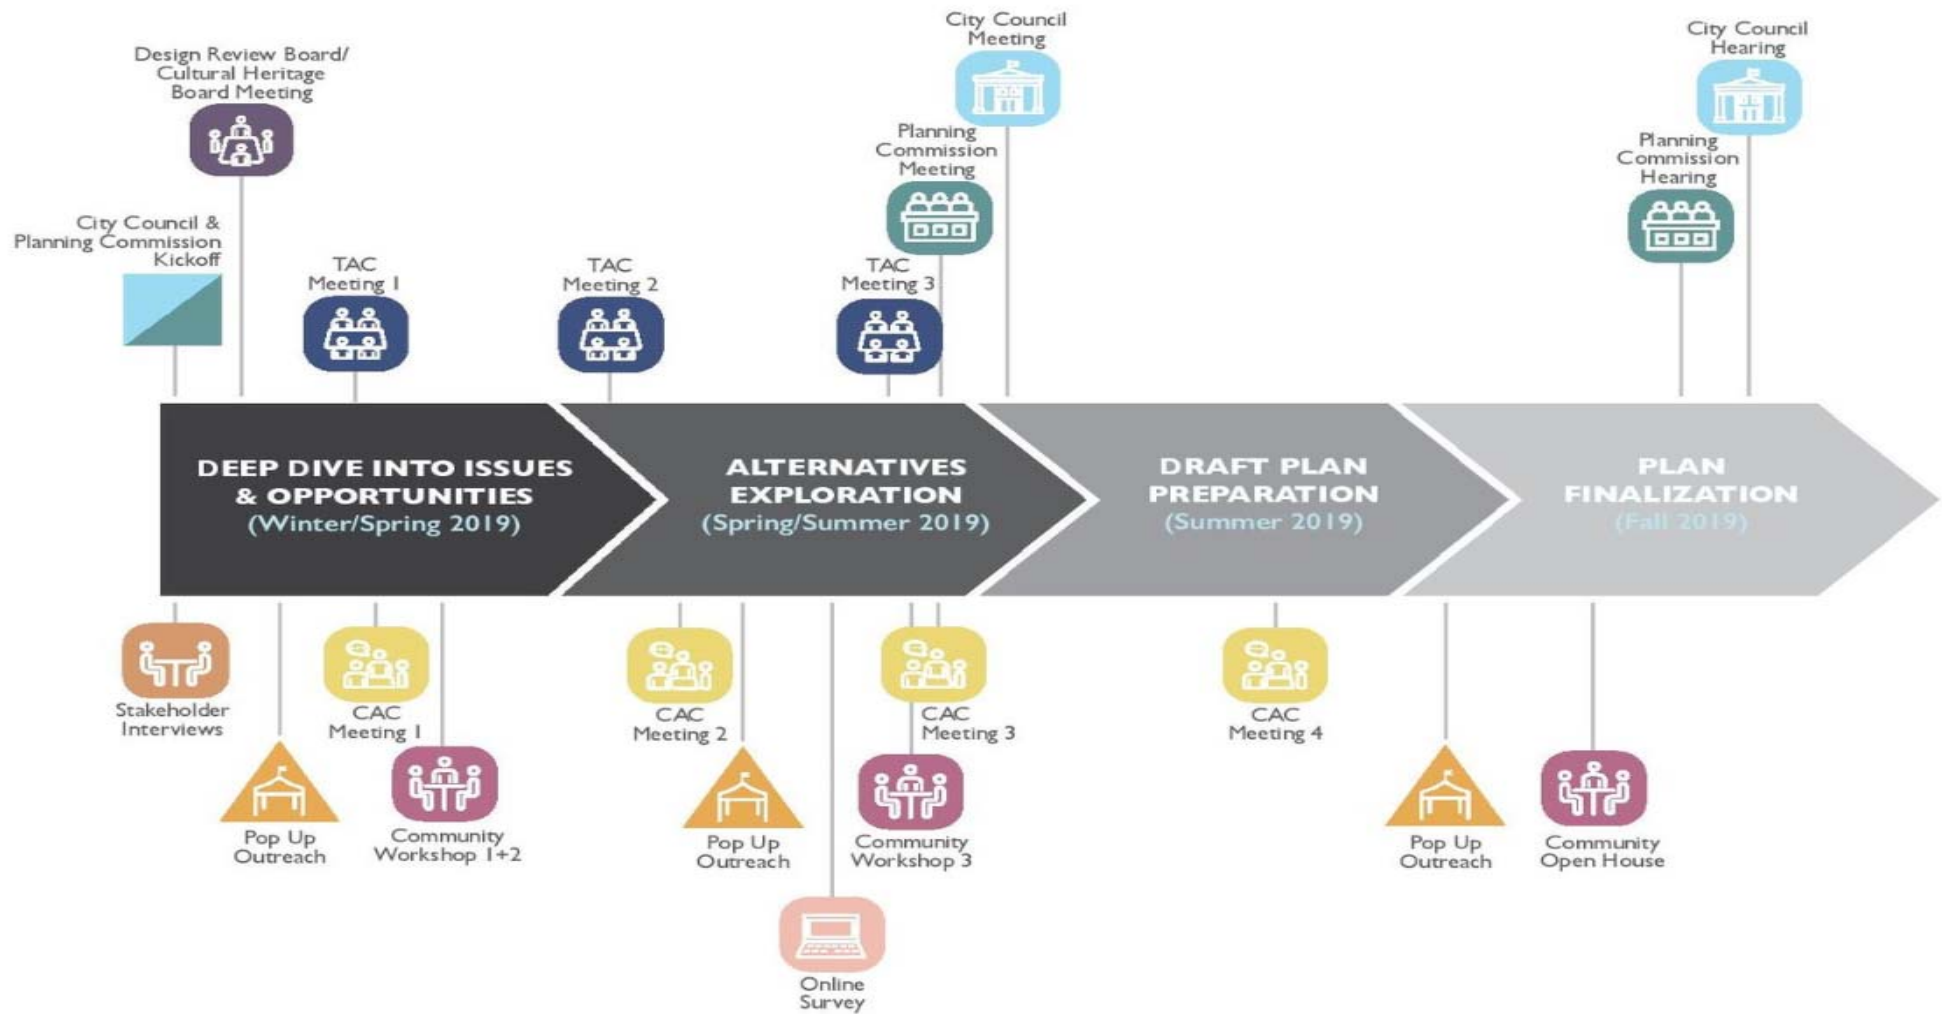 City Council
Meeting
City Council
Hearing
Design Review Board/
Cultural Heritage
Board Meeting
Planning
Commission
Meeting
Planning
Commission
Hearing
City Council &
Planning Commission
Kickoff
TAC
Meeting 1
TAC
Meeting 2
TAC
Meeting 3
DEEP DIVE INTO ISSUES
& OPPORTUNITIES
(Winter/Spring 2019)
ALTERNATIVES
EXPLORATION
(Spring/Summer 2019)
DRAFT PLAN
PREPARATION
(Summer 2019)
PLAN
FINALIZATION
(Fall 2019)
Stakeholder
Interviews
CAC
Meeting 1
CAC
Meeting 2
CAC
Meeting 3
CAC
Meeting 4
Pop Up
Outreach
Community
Workshop 1+2
Pop Up
Outreach
Community
Workshop 3
Pop Up
Outreach
Community
Open House
Online
Survey